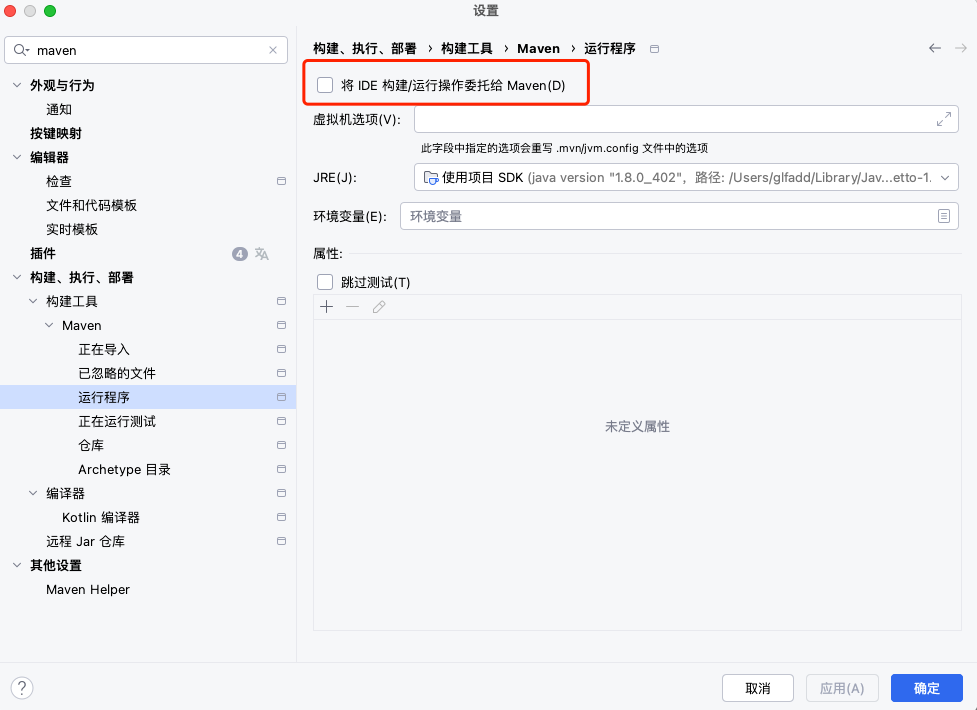 设置
maven
外观与行为
通知
按键映射
编辑器
检查
文件和代码模板
实时模板
插件 4
构建、执行、部署
构建工具
Maven
正在导入
已忽略的文件
运行程序
正在运行测试
仓库
Archetype 目录
编译器
Kotlin 编译器
远程 Jar 仓库
其他设置
Maven Helper
构建、执行、部署 › 构建工具 › Maven › 运行程序
将 IDE 构建/运行操作委托给 Maven(D)
虚拟机选项(V):
此字段中指定的选项会重写 .mvn/jvm.config 文件中的选项
JRE(J): 使用项目 SDK (java version "1.8.0_402", 路径: /Users/glfadd/Library/Jav...etto-1.
环境变量(E): 环境变量
属性:
跳过测试(T)
未定义属性
?
取消
应用(A)
确定